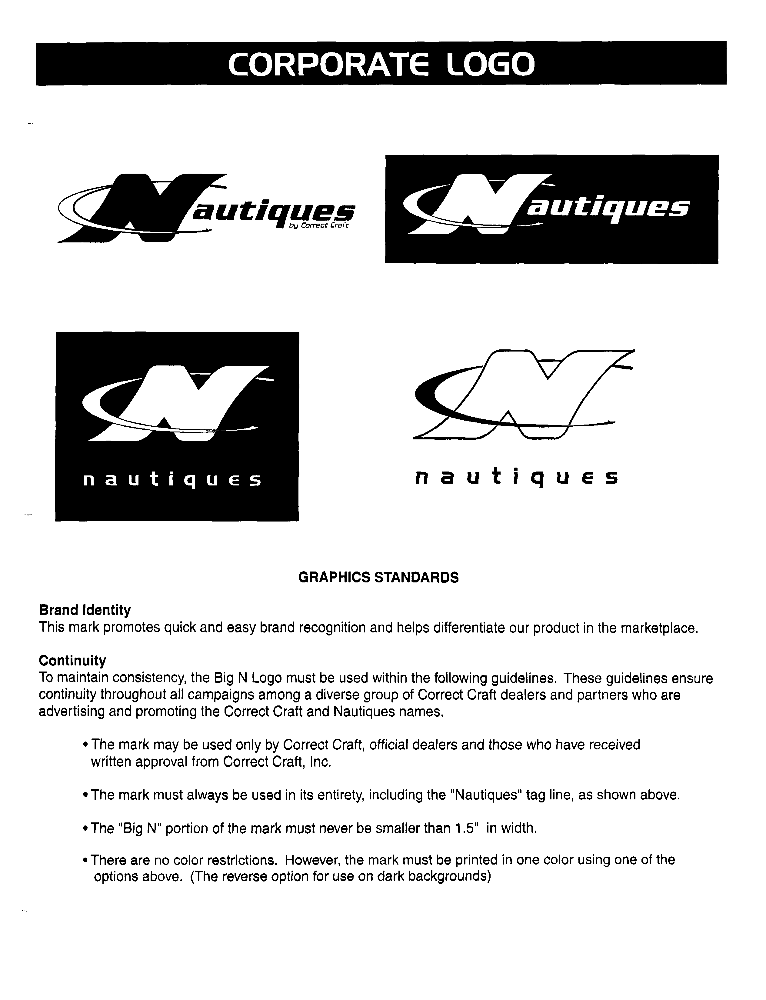 CORPORATE LOGO
Nautiques
by Correct Craft
Nautiques
N
nautiques
N
nautiques
GRAPHICS STANDARDS
Brand Identity
This mark promotes quick and easy brand recognition and helps differentiate our product in the marketplace.
Continuity
To maintain consistency, the Big N Logo must be used within the following guidelines. These guidelines ensure
continuity throughout all campaigns among a diverse group of Correct Craft dealers and partners who are
advertising and promoting the Correct Craft and Nautiques names.
• The mark may be used only by Correct Craft, official dealers and those who have received
written approval from Correct Craft, Inc.
• The mark must always be used in its entirety, including the "Nautiques" tag line, as shown above.
• The "Big N" portion of the mark must never be smaller than 1.5" in width.
• There are no color restrictions. However, the mark must be printed in one color using one of the
options above. (The reverse option for use on dark backgrounds)